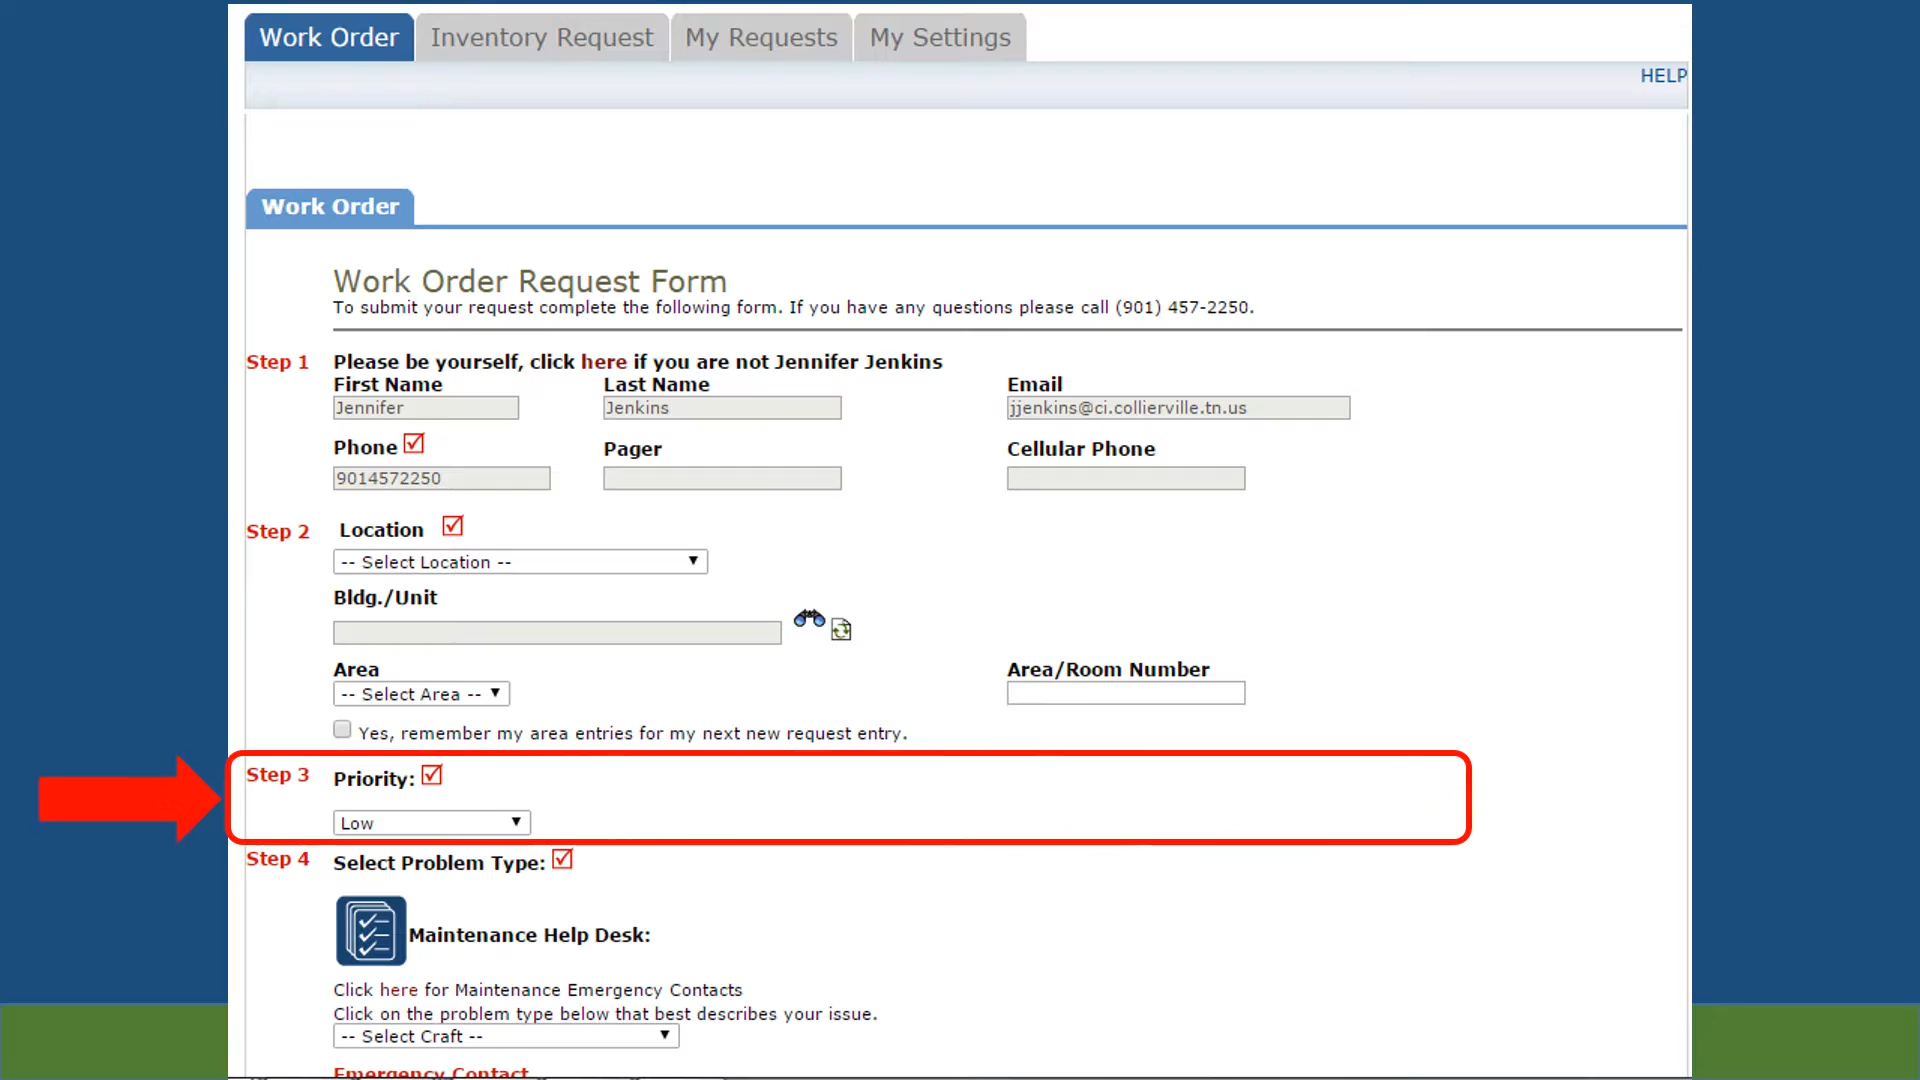 Work Order Inventory Request My Requests My Settings
HELP
Work Order
Work Order Request Form
To submit your request complete the following form. If you have any questions please call (901) 457-2250.
Step 1 Please be yourself, click here if you are not Jennifer Jenkins
First Name Last Name Email
Jennifer Jenkins jjenkins@ci.collierville.tn.us
Phone Pager Cellular Phone
9014572250
Step 2 Location
-- Select Location --
Bldg./Unit
Area Area/Room Number
-- Select Area --
Yes, remember my area entries for my next new request entry.
Step 3 Priority:
Low
Step 4 Select Problem Type:
Maintenance Help Desk:
Click here for Maintenance Emergency Contacts
Click on the problem type below that best describes your issue.
-- Select Craft --
Emergency Contact